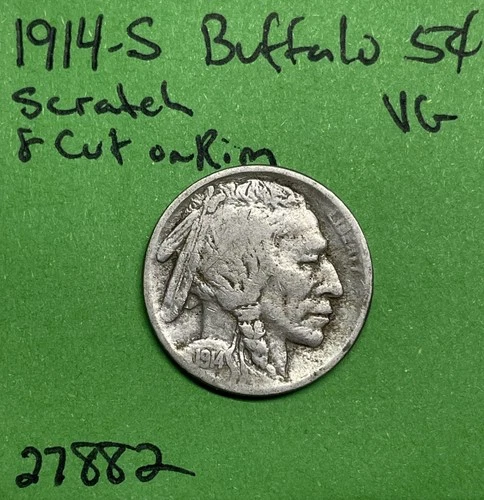 1914-S Buffalo 5¢
Scratch VG
& Cut on Rim
LIBERTY
1914
27882